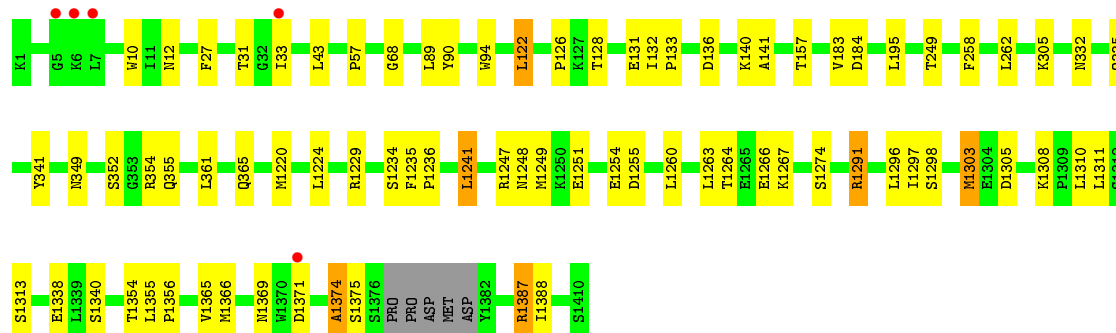 K1 G5 K6 L7 W10 I11 N12 F27 T31 G32 I33 L43 P57 G68 L89 Y90 W94 L122 P126 K127 T128 E131 I132 P133 D136 K140 A141 T157 V183 D184 L195 T249 F258 L262 K305 N332
Y341 N349 S352 G353 R354 Q355 L361 Q365 M1220 L1224 R1229 S1234 F1235 P1236 L1241 R1247 N1248 M1249 K1250 E1251 E1254 D1255 L1260 L1263 T1264 E1265 E1266 K1267 S1274 R1291 L1296 I1297 S1298 M1303 E1304 D1305 K1308 P1309 L1310 L1311
S1313 E1338 L1339 S1340 T1354 L1355 P1356 V1365 M1366 N1369 W1370 D1371 A1374 S1375 S1376 PRO PRO ASP MET ASP Y1382 R1387 I1388 S1410